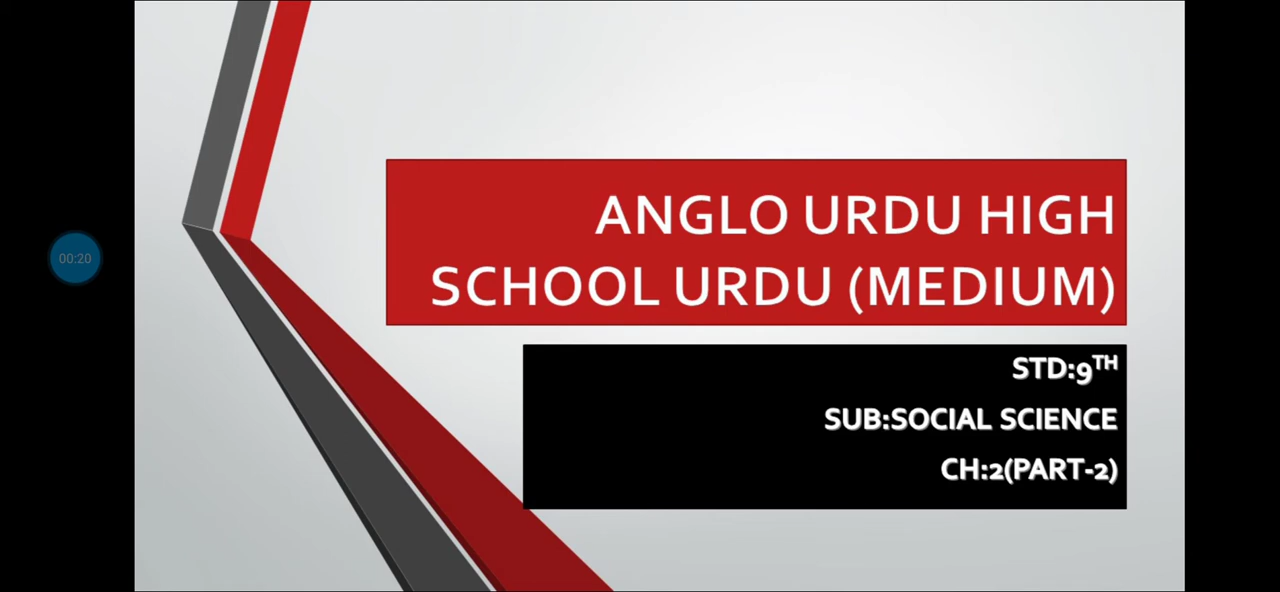 ANGLO URDU HIGH
SCHOOL URDU (MEDIUM)
STD:9TH
SUB:SOCIAL SCIENCE
CH:2(PART-2)
00:20